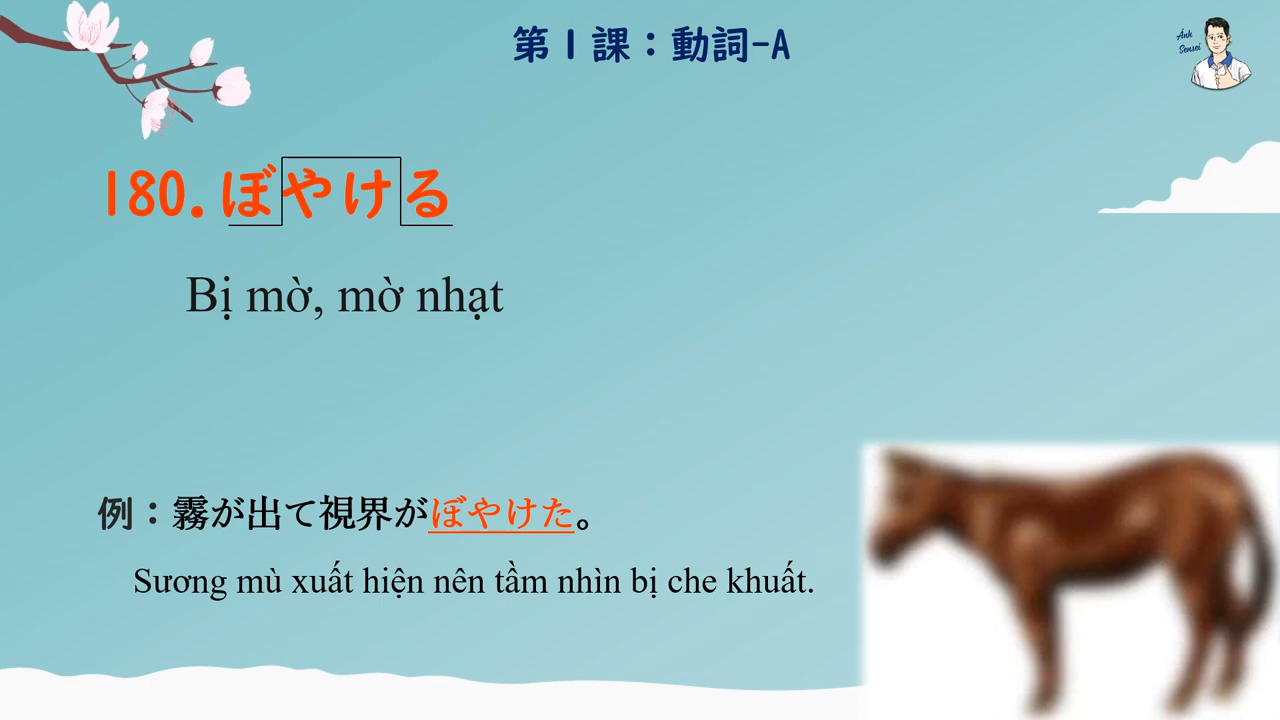 第1課：動詞-A
Anh
Sensei
180.ぼやける
Bị mờ, mờ nhạt
例：霧が出て視界がぼやけた。
Sương mù xuất hiện nên tầm nhìn bị che khuất.